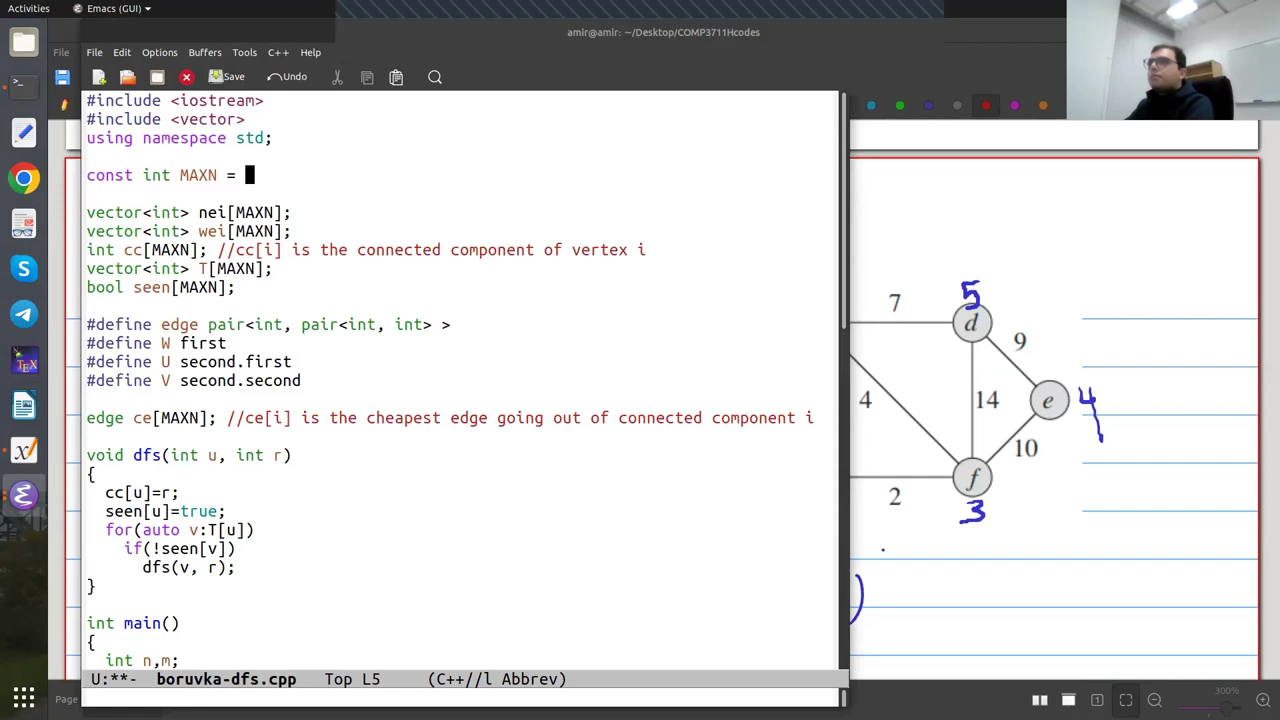 Activities
Emacs (GUI)
File
amir@amir: ~/Desktop/COMP3711Hcodes
File Edit Options Buffers Tools C++ Help
Save Undo
#include <iostream>
#include <vector>
using namespace std;
const int MAXN =
vector<int> nei[MAXN];
vector<int> wei[MAXN];
int cc[MAXN]; //cc[i] is the connected component of vertex i
vector<int> T[MAXN];
bool seen[MAXN];
#define edge pair<int, pair<int, int> >
#define W first
#define U second.first
#define V second.second
edge ce[MAXN]; //ce[i] is the cheapest edge going out of connected component i
void dfs(int u, int r)
{
cc[u]=r;
seen[u]=true;
for(auto v:T[u])
if(!seen[v])
dfs(v, r);
}
int main()
{
int n,m;
U:**- boruvka-dfs.cpp Top L5 (C++//l Abbrev)
5
7
d
9
4
14
e
4
10
f
2
3
)
Page
300%